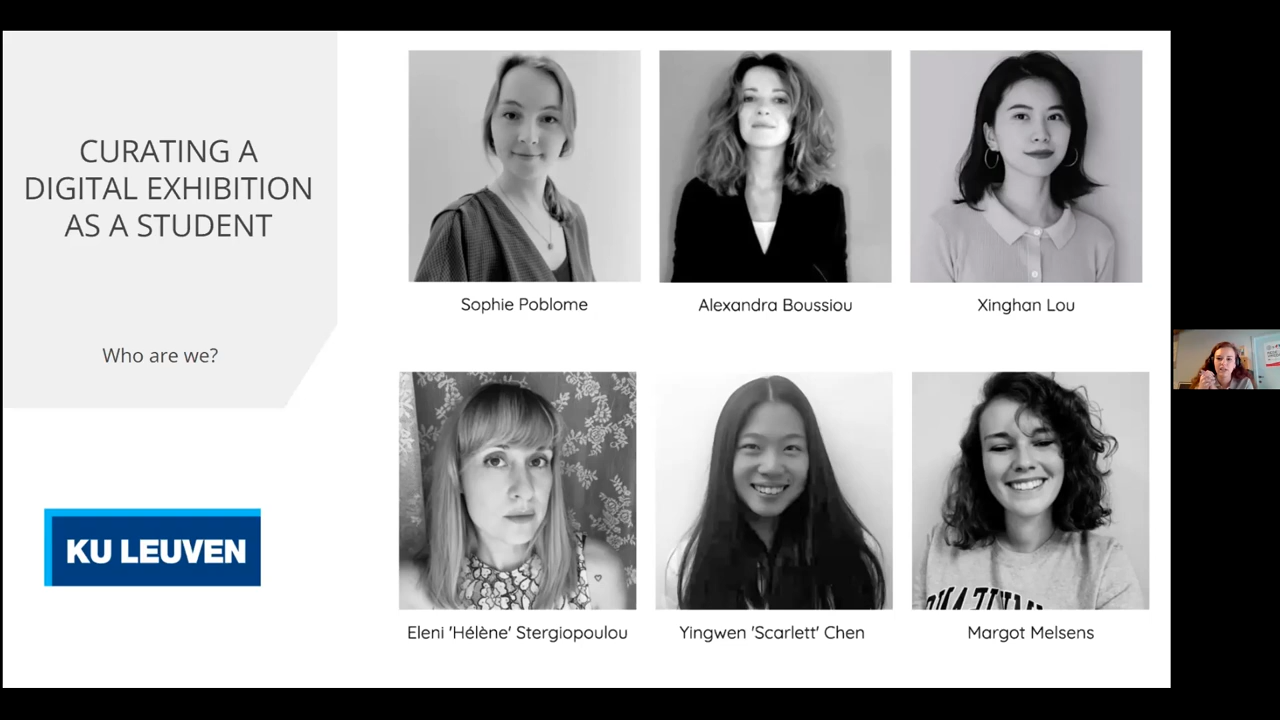 CURATING A
DIGITAL EXHIBITION
AS A STUDENT
Who are we?
KU LEUVEN
Sophie Poblome
Alexandra Boussiou
Xinghan Lou
Eleni 'Hélène' Stergiopoulou
Yingwen 'Scarlett' Chen
Margot Melsens